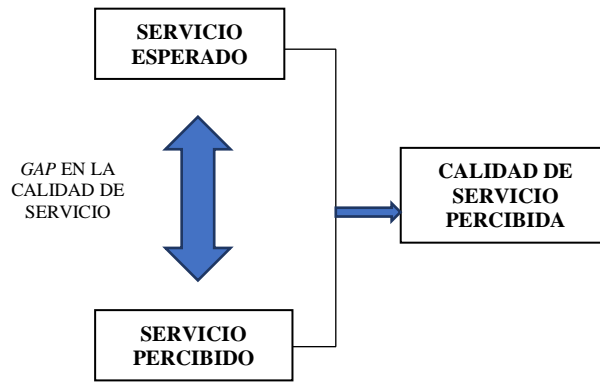 SERVICIO
ESPERADO
GAP EN LA
CALIDAD DE
SERVICIO
CALIDAD DE
SERVICIO
PERCIBIDA
SERVICIO
PERCIBIDO